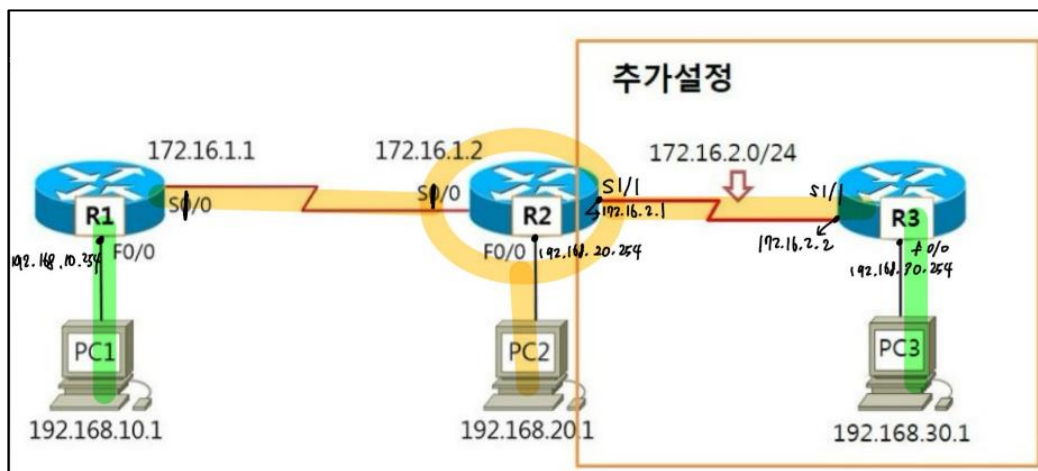 추가설정
172.16.1.1
172.16.1.2
172.16.2.0/24
S0/0
S0/0
S1/1
172.16.2.1
S1/1
172.16.2.2
R1
R2
R3
192.168.10.254
F0/0
F0/0
192.168.20.254
F0/0
192.168.30.254
PC1
PC2
PC3
192.168.10.1
192.168.20.1
192.168.30.1